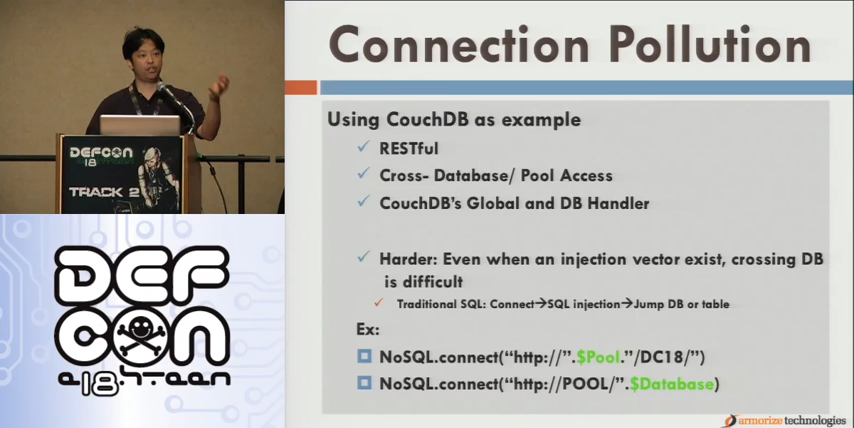 Connection Pollution
Using CouchDB as example
RESTful
Cross- Database/ Pool Access
CouchDB's Global and DB Handler
Harder: Even when an injection vector exist, crossing DB
is difficult
Traditional SQL: Connect→SQL injection→Jump DB or table
Ex:
NoSQL.connect(“http://”.$Pool.”/DC18/”)
NoSQL.connect(“http://POOL/”.$Database)
armorize technologies
DEFCON
18
TRACK 2
DEF
CON
e18hteen